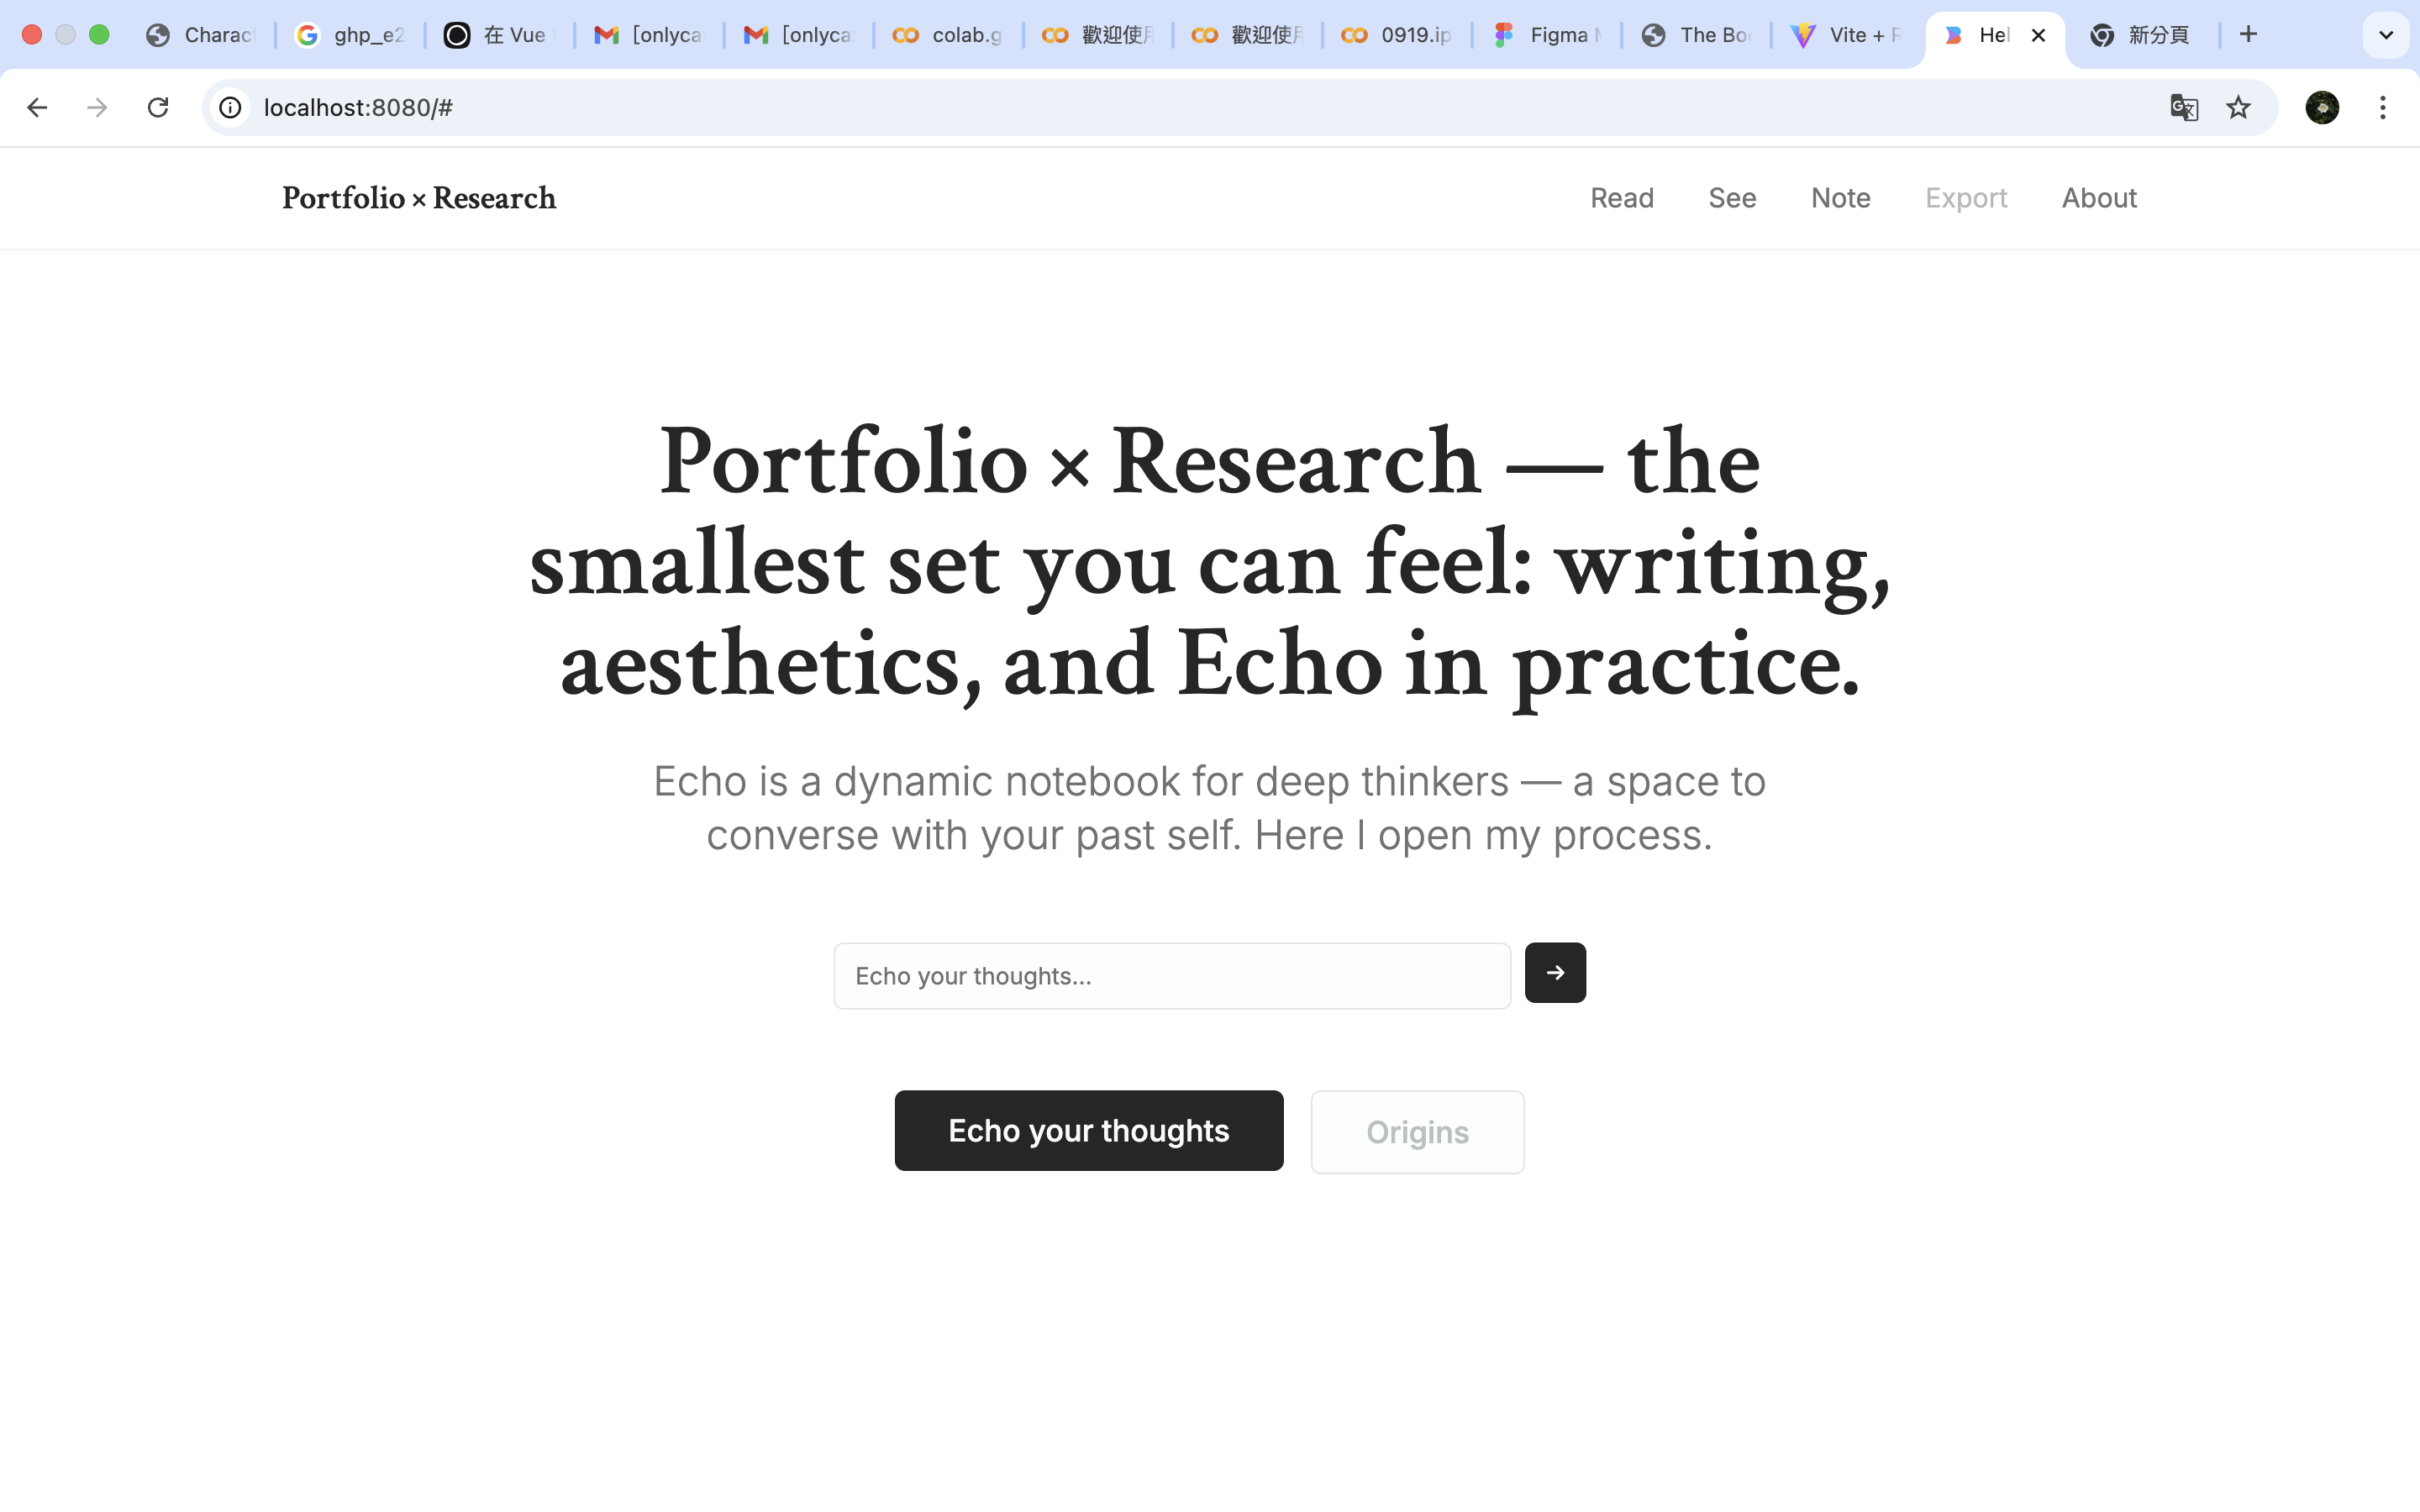 Charac
ghp_e2
在 Vue
[onlyca
[onlyca
colab.g
歡迎使用
歡迎使用
0919.ip
Figma
The Bo
Vite + R
Hel
新分頁
localhost:8080/#
Portfolio × Research
Read
See
Note
Export
About
Portfolio × Research — the
smallest set you can feel: writing,
aesthetics, and Echo in practice.
Echo is a dynamic notebook for deep thinkers — a space to
converse with your past self. Here I open my process.
Echo your thoughts...
Echo your thoughts
Origins